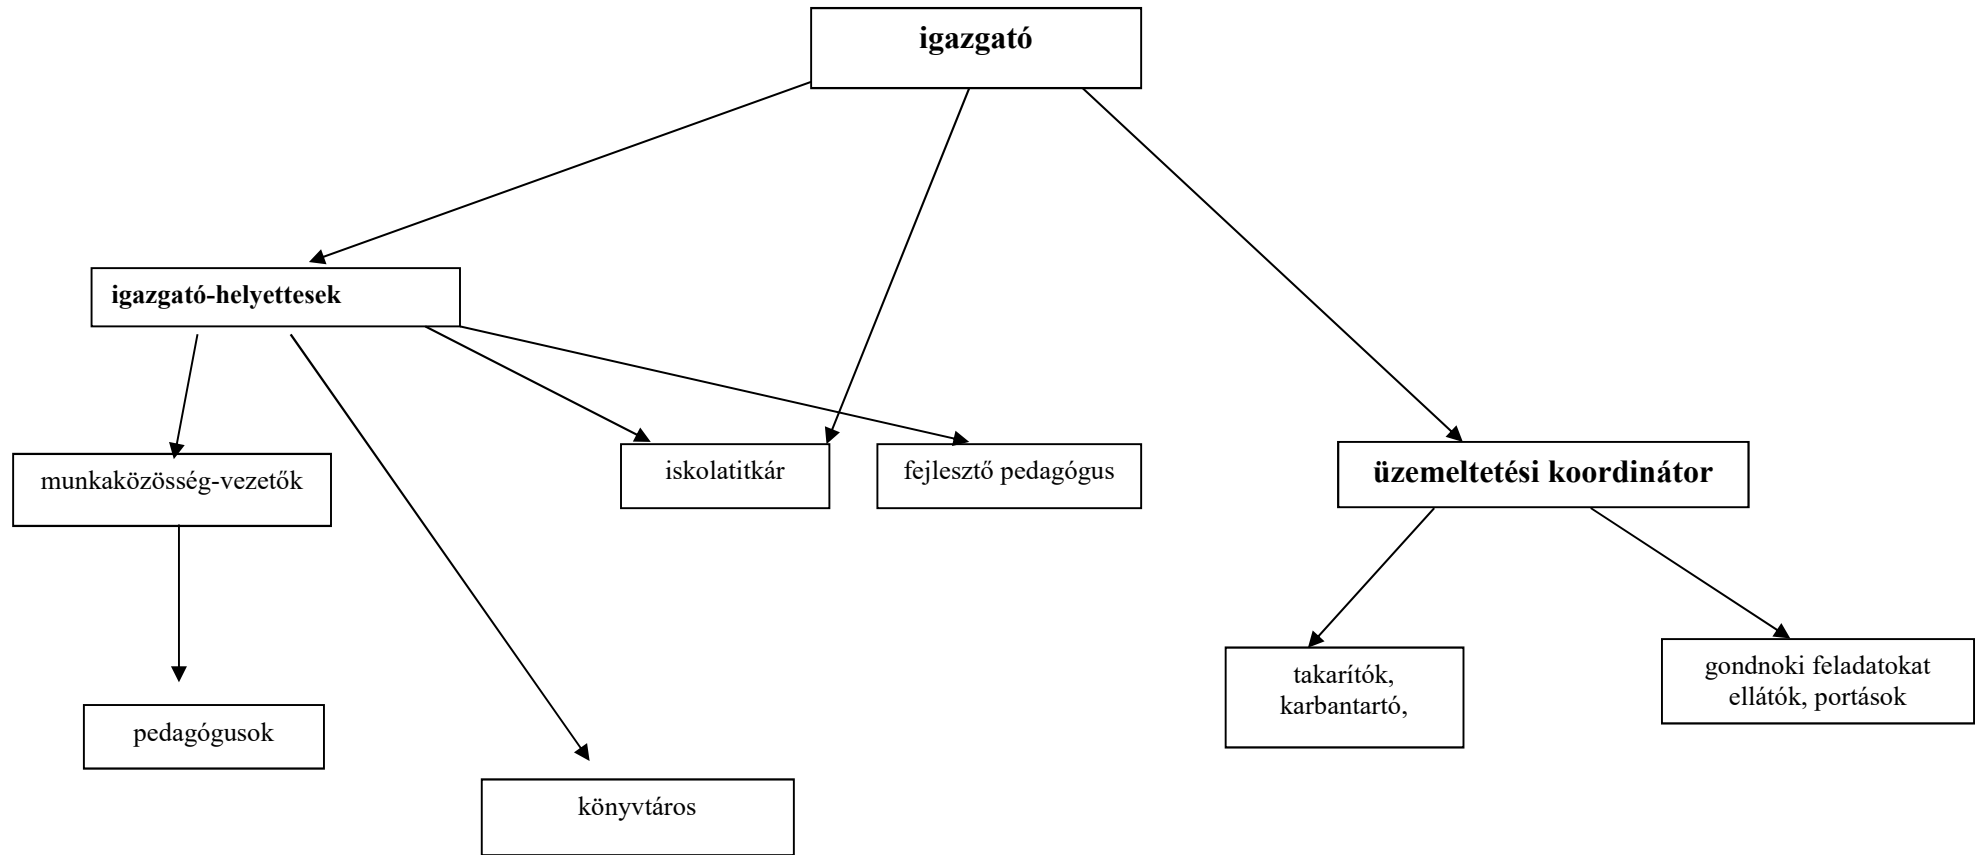 igazgató
igazgató-helyettesek
munkaközösség-vezetők
iskolatitkár
fejlesztő pedagógus
üzemeltetési koordinátor
takarítók,
karbantartó,
gondnoki feladatokat
ellátók, portások
pedagógusok
könyvtáros